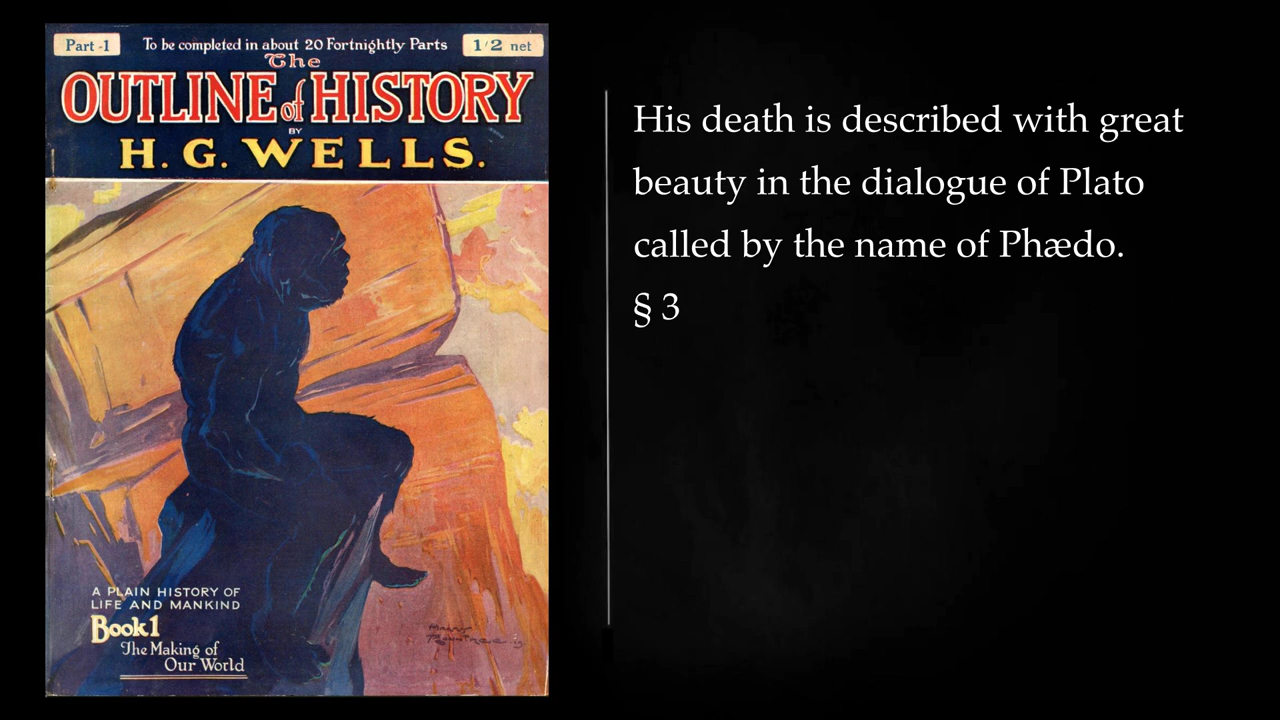 Part -1
To be completed in about 20 Fortnightly Parts
1/2 net
The
OUTLINE of HISTORY
BY
H. G. WELLS.
A PLAIN HISTORY OF
LIFE AND MANKIND
Book 1
The Making of
Our World
His death is described with great
beauty in the dialogue of Plato
called by the name of Phædo.
§ 3